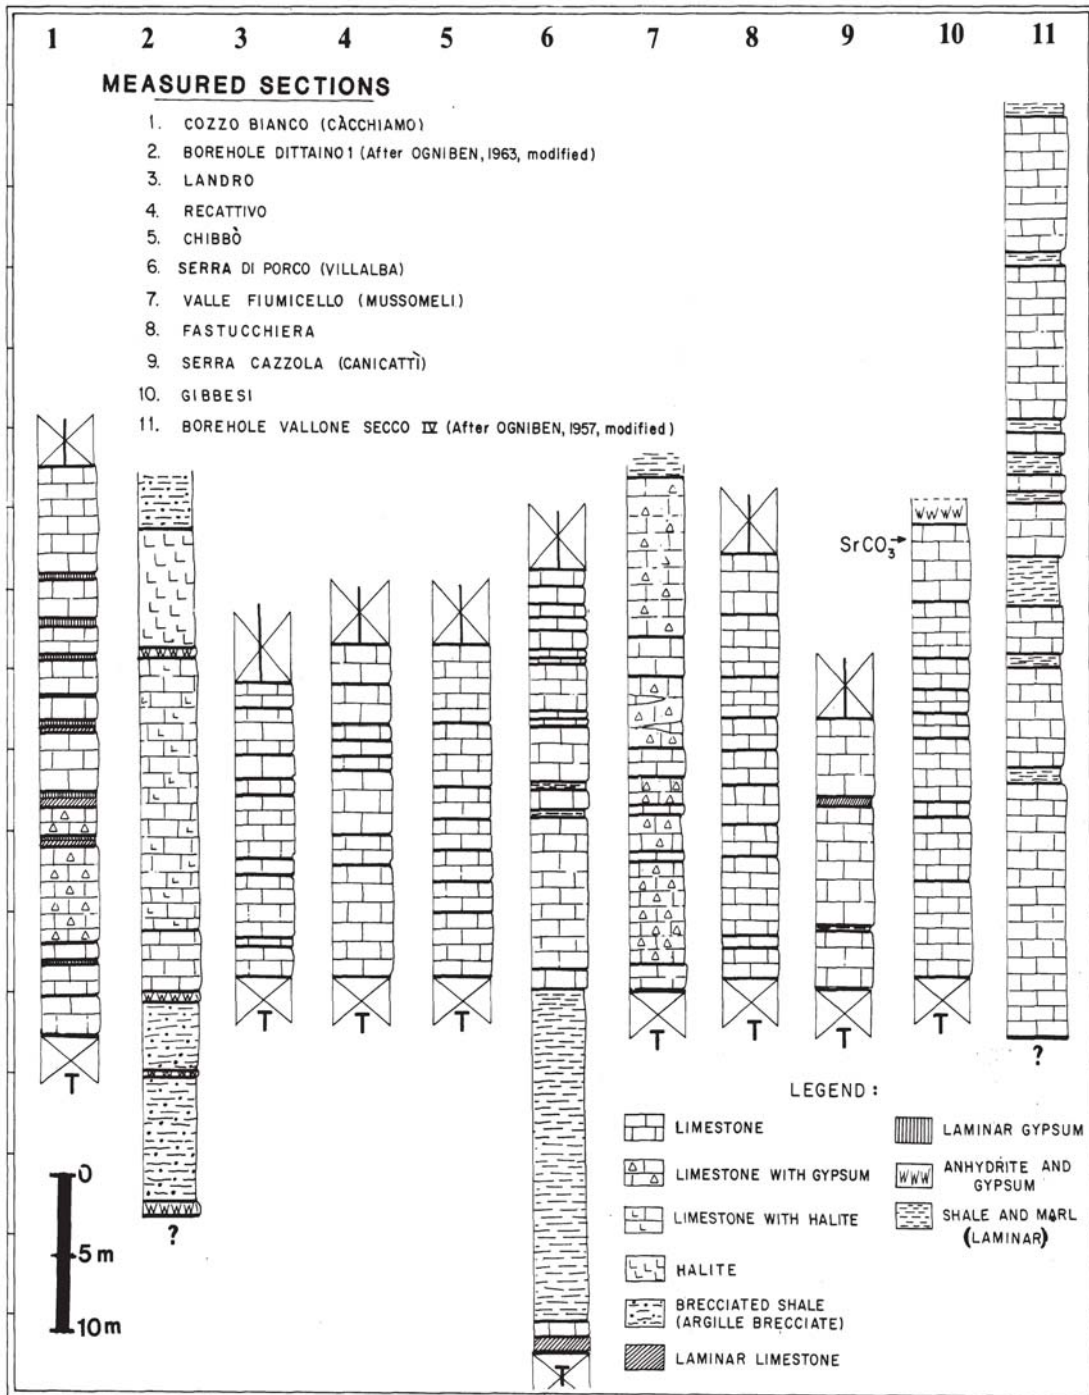 1 2 3 4 5 6 7 8 9 10 11
MEASURED SECTIONS
1. COZZO BIANCO (CÀCCHIAMO)
2. BOREHOLE DITTAINO 1 (After OGNIBEN, 1963, modified)
3. LANDRO
4. RECATTIVO
5. CHIBBÒ
6. SERRA DI PORCO (VILLALBA)
7. VALLE FIUMICELLO (MUSSOMELI)
8. FASTUCCHIERA
9. SERRA CAZZOLA (CANICATTÌ)
10. GIBBESI
11. BOREHOLE VALLONE SECCO IV (After OGNIBEN, 1957, modified)
SrCO₃
T T T T T T T T T
? ?
0
5 m
10 m
LEGEND :
LIMESTONE
LIMESTONE WITH GYPSUM
LIMESTONE WITH HALITE
HALITE
BRECCIATED SHALE
(ARGILLE BRECCIATE)
LAMINAR LIMESTONE
LAMINAR GYPSUM
ANHYDRITE AND
GYPSUM
SHALE AND MARL
(LAMINAR)